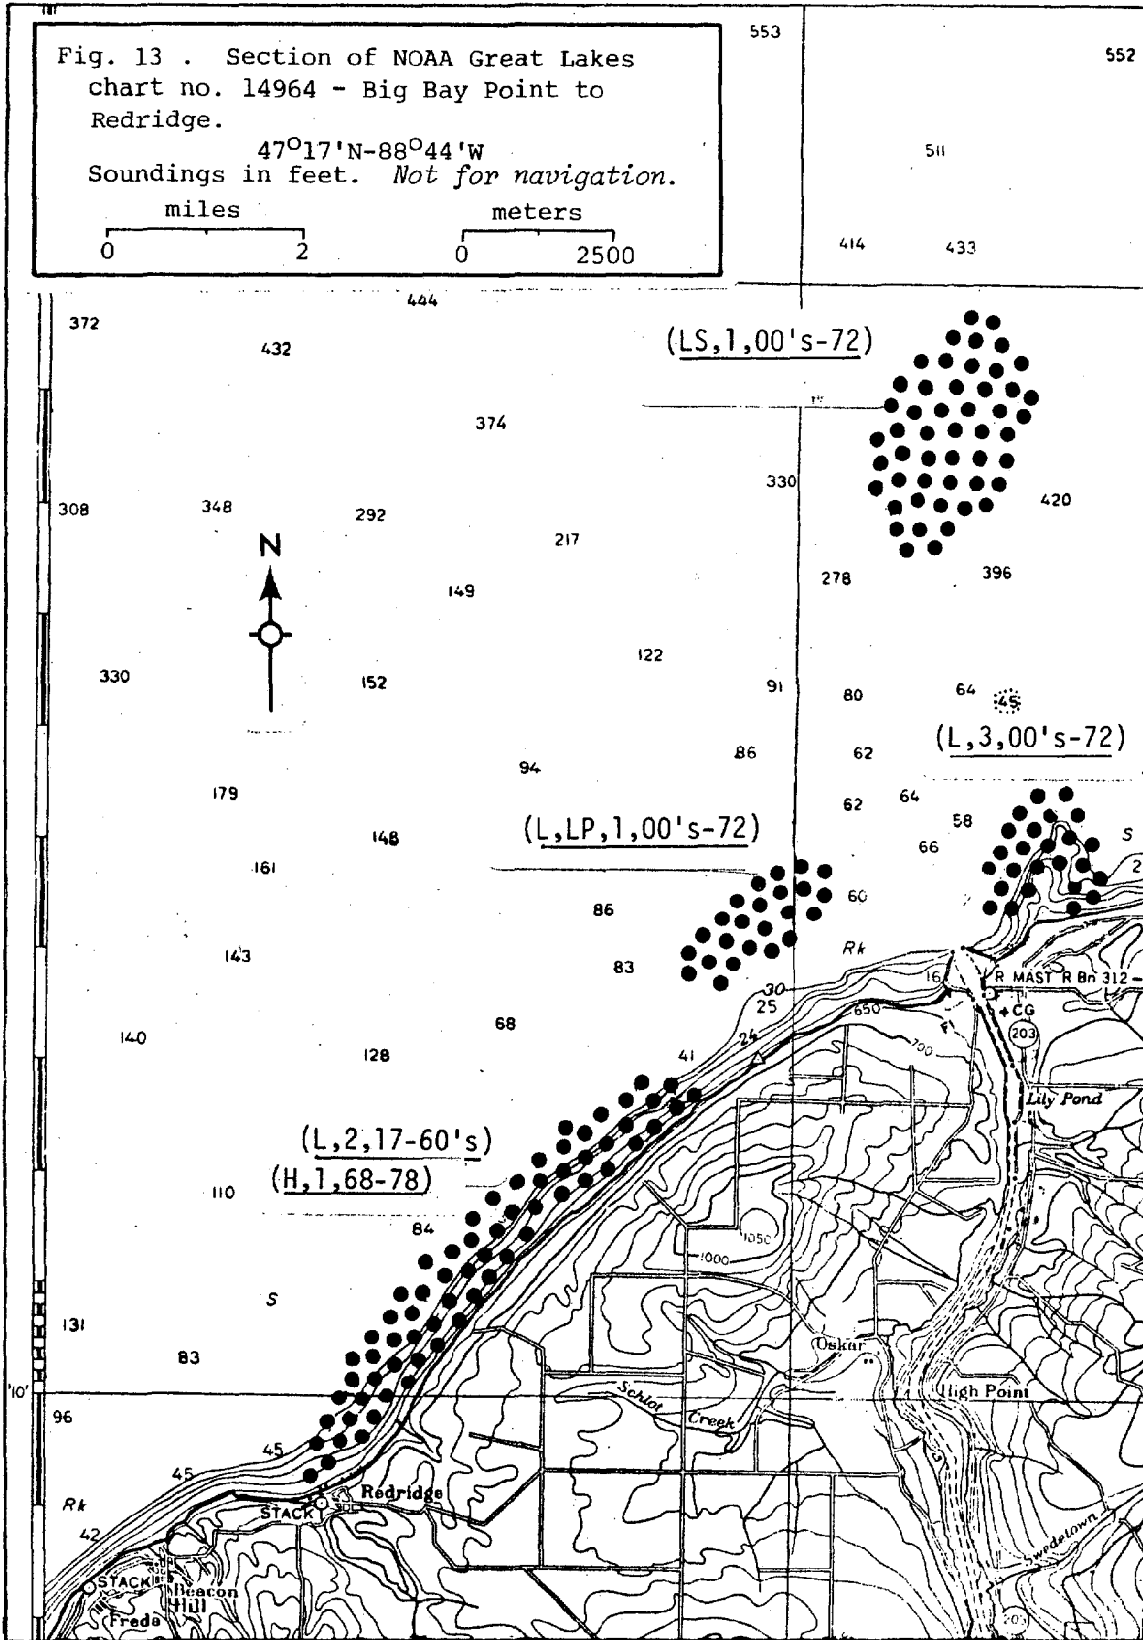 Fig. 13 . Section of NOAA Great Lakes
chart no. 14964 - Big Bay Point to
Redridge.
47°17'N-88°44'W
Soundings in feet. Not for navigation.
miles meters
0 2 0 2500
553
552
511
414 433
444
372
432
(LS,1,00's-72)
374
330
420
308 348 292
217
N
278 396
149
122
330 152 91 80 64 45
(L,3,00's-72)
86 62
94
179 62 64
58
(L,LP,1,00's-72)
148 66 S
161 2
60
86
143 83 Rk
16 R MAST R Bn 312
30
25 650 CG
68 203
140 128 41 24 700
Lily Pond
(L,2,17-60's)
(H,1,68-78)
110
84 1050
1000
S
131
83 Oskar
10' Schlot High Point
96 Creek
45
45
Rk Redridge
STACK
42 Swedetown
STACK Beacon
Hill
Freda 203